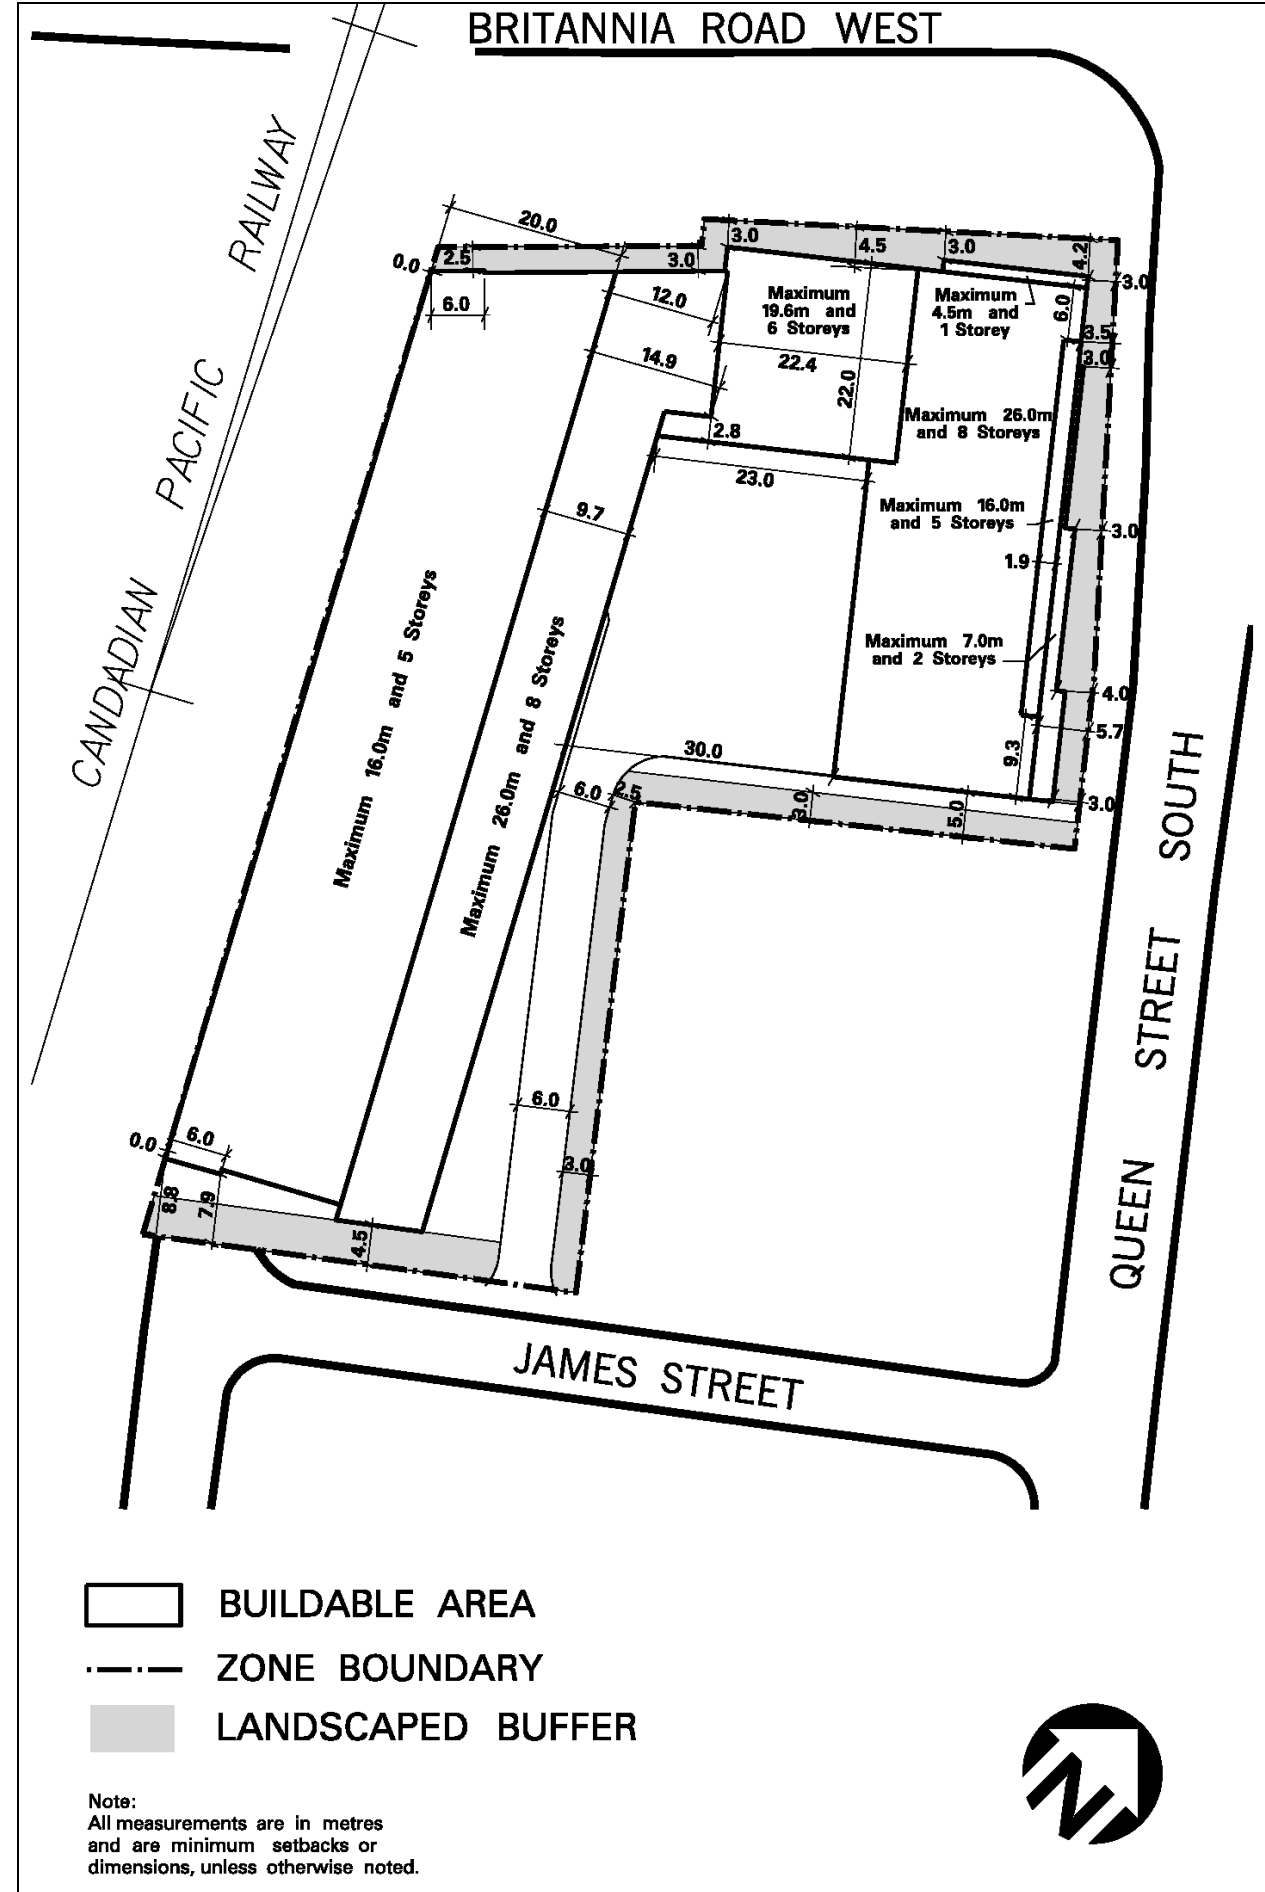 BRITANNIA ROAD WEST
CANDADIAN PACIFIC RAILWAY
20.0
0.0
2.5
3.0
6.0
12.0
14.9
3.0
4.5
3.0
4.2
3.0
Maximum
19.6m and
6 Storeys
Maximum
4.5m and
1 Storey
6.0
3.5
3.0
22.4
22.0
2.8
23.0
Maximum 26.0m
and 8 Storeys
9.7
Maximum 16.0m
and 5 Storeys
3.0
1.9
Maximum 7.0m
and 2 Storeys
4.0
5.7
9.3
3.0
Maximum 16.0m and 5 Storeys
Maximum 26.0m and 8 Storeys
30.0
6.0
2.5
3.0
5.0
6.0
3.0
0.0
6.0
8.8
7.9
4.5
QUEEN STREET SOUTH
JAMES STREET
BUILDABLE AREA
ZONE BOUNDARY
LANDSCAPED BUFFER
N
Note:
All measurements are in metres
and are minimum setbacks or
dimensions, unless otherwise noted.